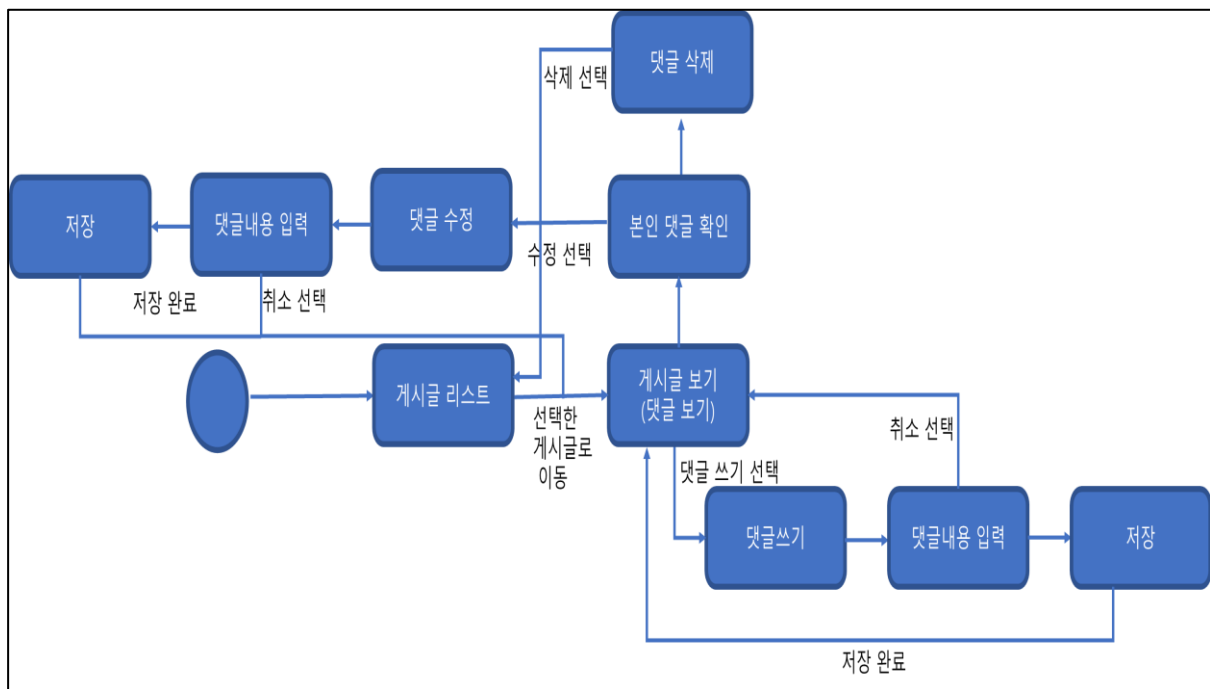 댓글 삭제
삭제 선택
저장
댓글내용 입력
댓글 수정
본인 댓글 확인
수정 선택
저장 완료
취소 선택
게시글 리스트
게시글 보기
(댓글 보기)
선택한
게시글로
이동
취소 선택
댓글 쓰기 선택
댓글쓰기
댓글내용 입력
저장
저장 완료